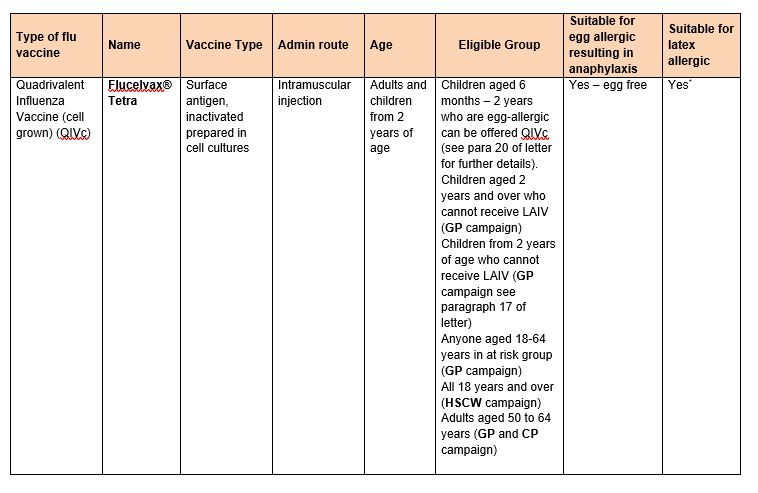 Type of flu
vaccine
Name
Vaccine Type
Admin route
Age
Eligible Group
Suitable for
egg allergic
resulting in
anaphylaxis
Suitable for
latex
allergic
Quadrivalent
Influenza
Vaccine (cell
grown) (QIVc)
Flucelvax®
Tetra
Surface
antigen,
inactivated
prepared in
cell cultures
Intramuscular
injection
Adults and
children
from 2
years of
age
Children aged 6
months – 2 years
who are egg-allergic
can be offered QIVc
(see para 20 of letter
for further details).
Children aged 2
years and over who
cannot receive LAIV
(GP campaign)
Children from 2 years
of age who cannot
receive LAIV (GP
campaign see
paragraph 17 of
letter)
Anyone aged 18-64
years in at risk group
(GP campaign)
All 18 years and over
(HSCW campaign)
Adults aged 50 to 64
years (GP and CP
campaign)
Yes – egg free
Yes*